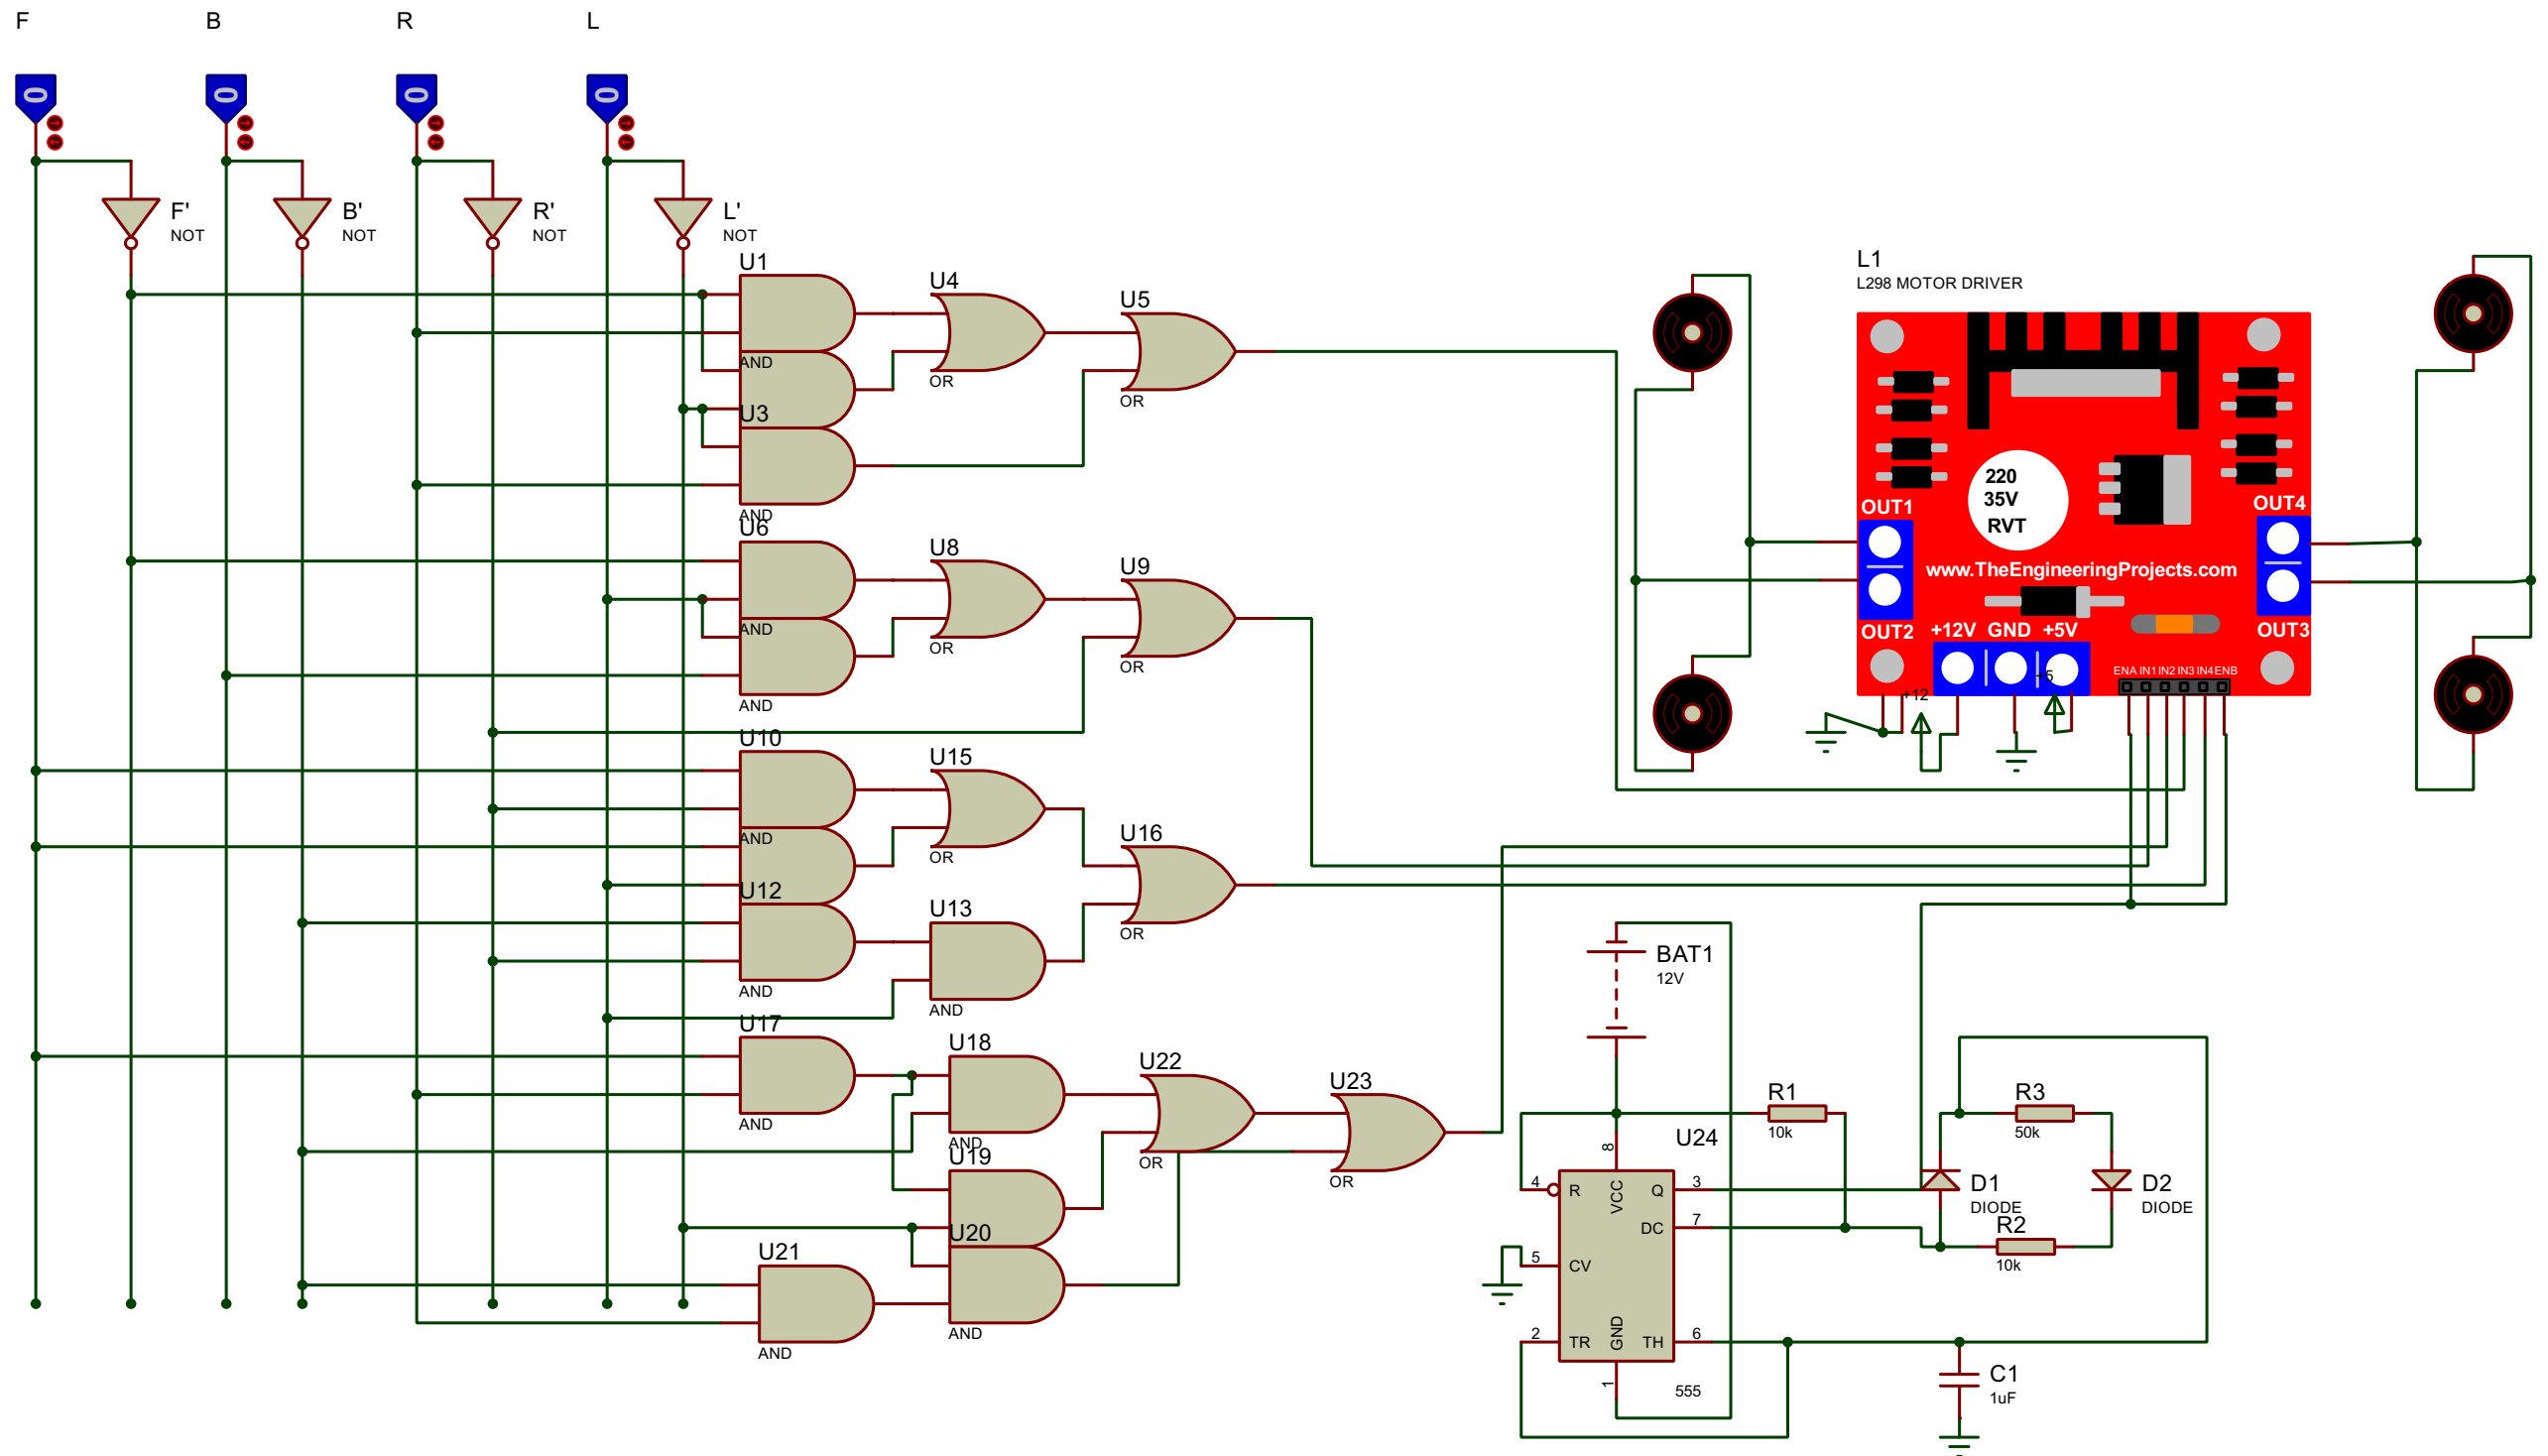 F B R L
0 0 0 0
F'
NOT
B'
NOT
R'
NOT
L'
NOT
U1
AND
U3
AND
U4
OR
U5
OR
U6
AND
AND
U8
OR
U9
OR
U10
AND
U12
AND
U15
OR
U16
OR
U13
AND
U17
AND
U18
AND
U19
U20
AND
U21
AND
U22
OR
U23
OR
L1
L298 MOTOR DRIVER
220
35V
RVT
OUT1
OUT2
OUT4
OUT3
www.TheEngineeringProjects.com
+12V GND +5V
ENA IN1 IN2 IN3 IN4 ENB
+12
+5
BAT1
12V
R1
10k
U24
555
4 R
8 VCC
Q 3
DC 7
5 CV
2 TR
GND 1
TH 6
R3
50k
D1
DIODE
D2
DIODE
R2
10k
C1
1uF